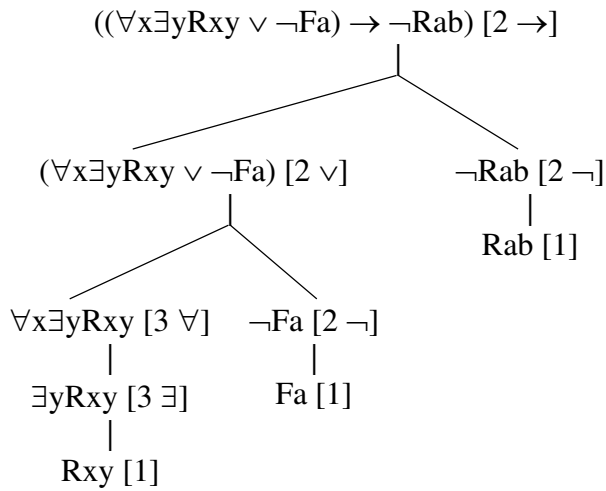 ((∀x∃yRxy ∨ ¬Fa) → ¬Rab) [2 →]
(∀x∃yRxy ∨ ¬Fa) [2 ∨] ¬Rab [2 ¬]
Rab [1]
∀x∃yRxy [3 ∀] ¬Fa [2 ¬]
∃yRxy [3 ∃] Fa [1]
Rxy [1]